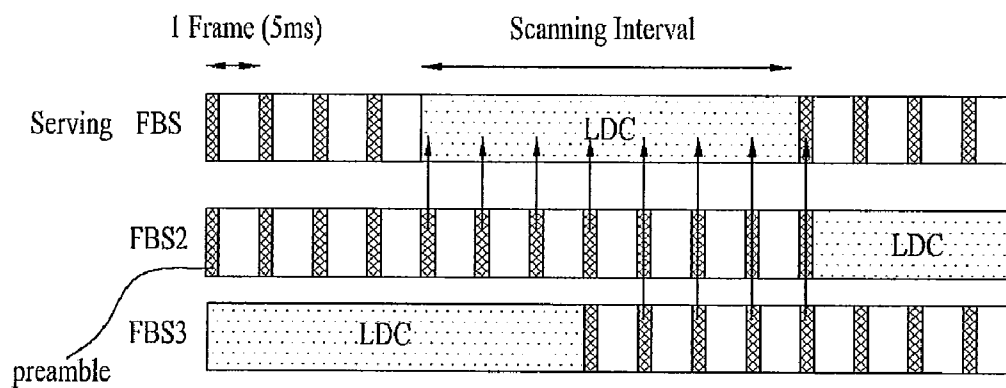 1 Frame (5ms)
Scanning Interval
Serving FBS
LDC
FBS2
LDC
FBS3
LDC
preamble